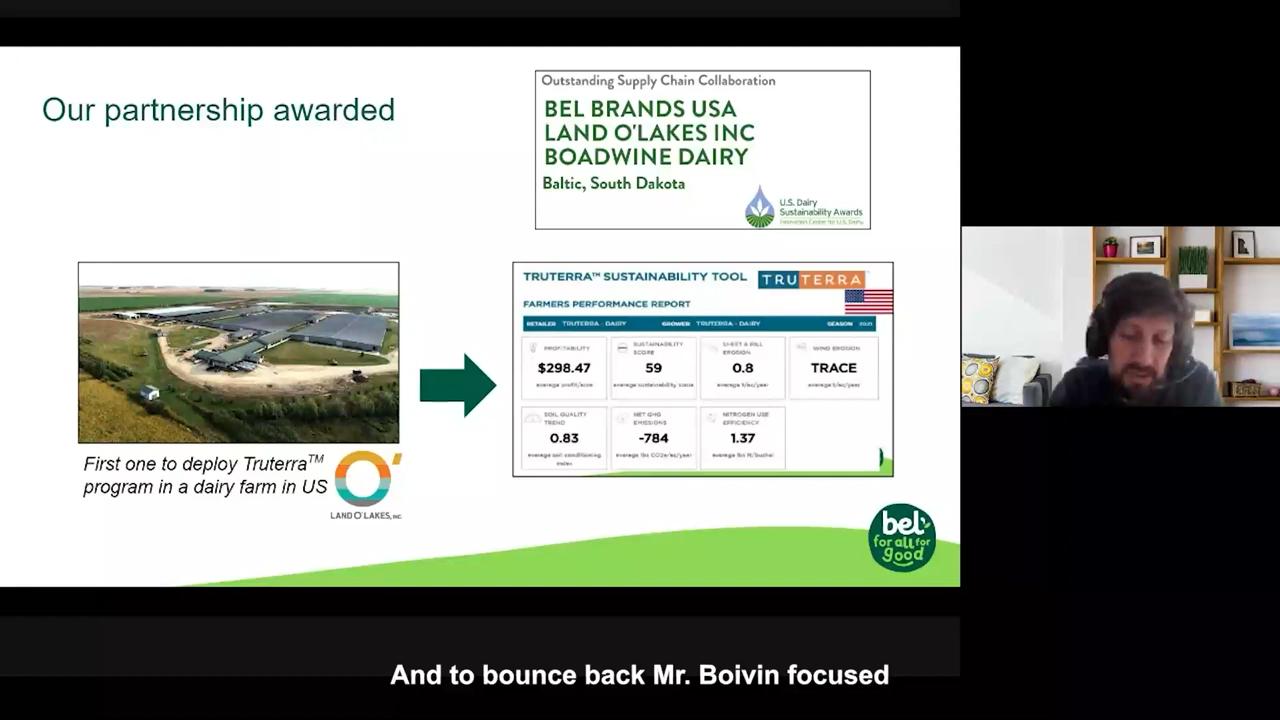 Our partnership awarded
Outstanding Supply Chain Collaboration
BEL BRANDS USA
LAND O'LAKES INC
BOADWINE DAIRY
Baltic, South Dakota
U.S. Dairy
Sustainability Awards
Innovation Center for U.S. Dairy
First one to deploy Truterra™
program in a dairy farm in US
LAND O'LAKES, INC.
TRUTERRA™ SUSTAINABILITY TOOL
TRUTERRA
FARMERS PERFORMANCE REPORT
RETAILER TRUTERRA - DAIRY GROWER TRUTERRA - DAIRY SEASON 2021
PROFITABILITY
$298.47
average profit/acre
SUSTAINABILITY
SCORE
59
average sustainability score
SHEET & RILL
EROSION
0.8
average t/ac/year
WIND EROSION
TRACE
average t/ac/year
SOIL QUALITY
TREND
0.83
average soil conditioning
index
NET GHG
EMISSIONS
-784
average lbs CO2e/ac/year
NITROGEN USE
EFFICIENCY
1.37
average lbs N/bushel
bel
for all for
good
And to bounce back Mr. Boivin focused